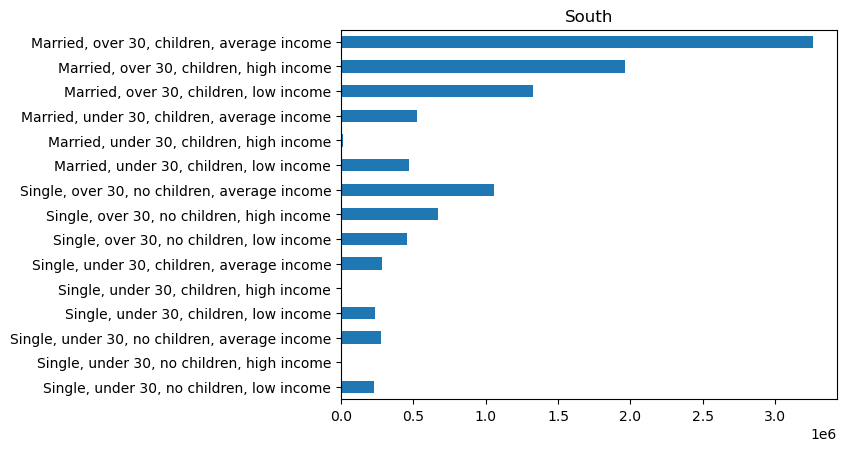 South
Married, over 30, children, average income
Married, over 30, children, high income
Married, over 30, children, low income
Married, under 30, children, average income
Married, under 30, children, high income
Married, under 30, children, low income
Single, over 30, no children, average income
Single, over 30, no children, high income
Single, over 30, no children, low income
Single, under 30, children, average income
Single, under 30, children, high income
Single, under 30, children, low income
Single, under 30, no children, average income
Single, under 30, no children, high income
Single, under 30, no children, low income
0.0 0.5 1.0 1.5 2.0 2.5 3.0
1e6